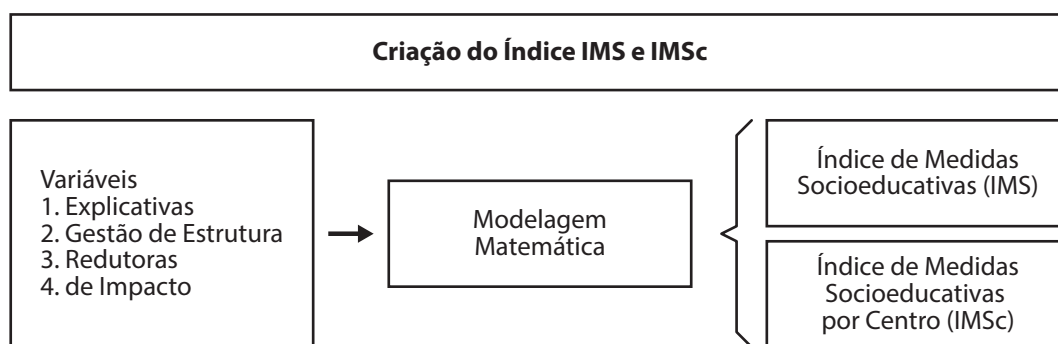 Criação do Índice IMS e IMSc
Variáveis
1. Explicativas
2. Gestão de Estrutura
3. Redutoras
4. de Impacto
Modelagem
Matemática
Índice de Medidas
Socioeducativas (IMS)
Índice de Medidas
Socioeducativas
por Centro (IMSc)